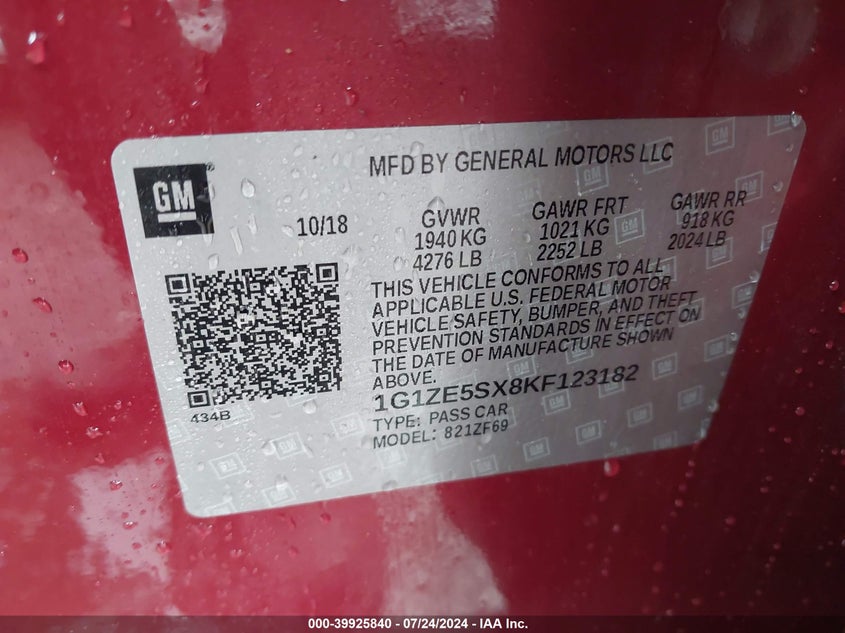 MFD BY GENERAL MOTORS LLC
GM
10/18
GVWR
1940 KG
4276 LB
GAWR FRT
1021 KG
2252 LB
GAWR RR
918 KG
2024 LB
THIS VEHICLE CONFORMS TO ALL
APPLICABLE U.S. FEDERAL MOTOR
VEHICLE SAFETY, BUMPER, AND THEFT
PREVENTION STANDARDS IN EFFECT ON
THE DATE OF MANUFACTURE SHOWN
ABOVE.
1G1ZE5SX8KF123182
TYPE: PASS CAR
MODEL: 821ZF69
434B
000-39925840 - 07/24/2024 - IAA Inc.